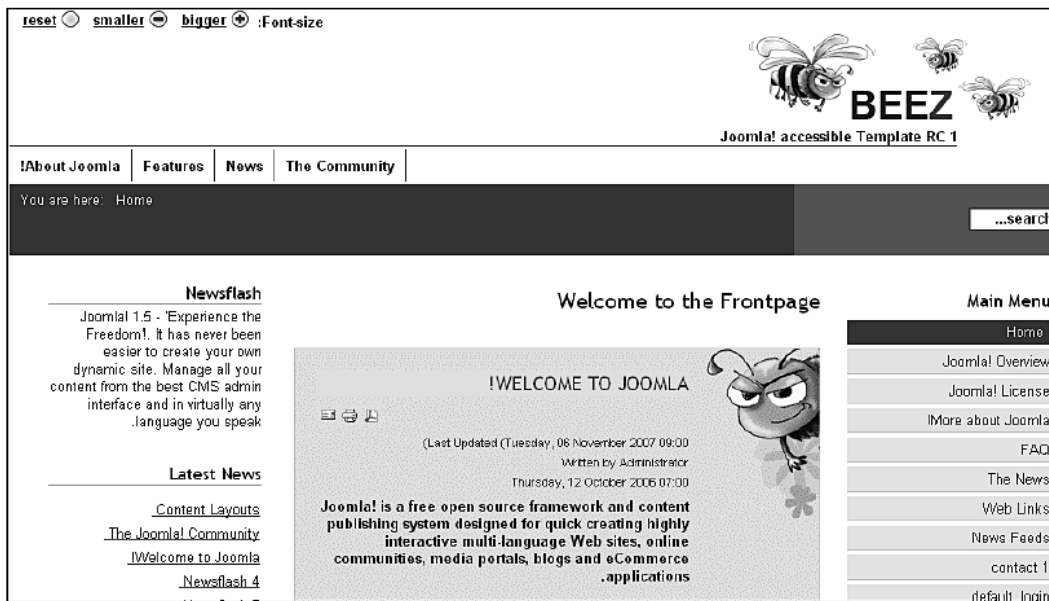 reset smaller bigger :Font-size
BEEZ
Joomla! accessible Template RC 1
!About Joomla Features News The Community
You are here: Home
...search
Newsflash
Joomla! 1.5 - 'Experience the
Freedom'!. It has never been
easier to create your own
dynamic site. Manage all your
content from the best CMS admin
interface and in virtually any
.language you speak
Latest News
Content Layouts
The Joomla! Community
!Welcome to Joomla
Newsflash 4
Welcome to the Frontpage
!WELCOME TO JOOMLA
(Last Updated (Tuesday, 06 November 2007 09:00
Written by Administrator
Thursday, 12 October 2006 07:00
Joomla! is a free open source framework and content
publishing system designed for quick creating highly
interactive multi-language Web sites, online
communities, media portals, blogs and eCommerce
.applications
Main Menu
Home
Joomla! Overview
Joomla! License
!More about Joomla
FAQ
The News
Web Links
News Feeds
contact 1
default login